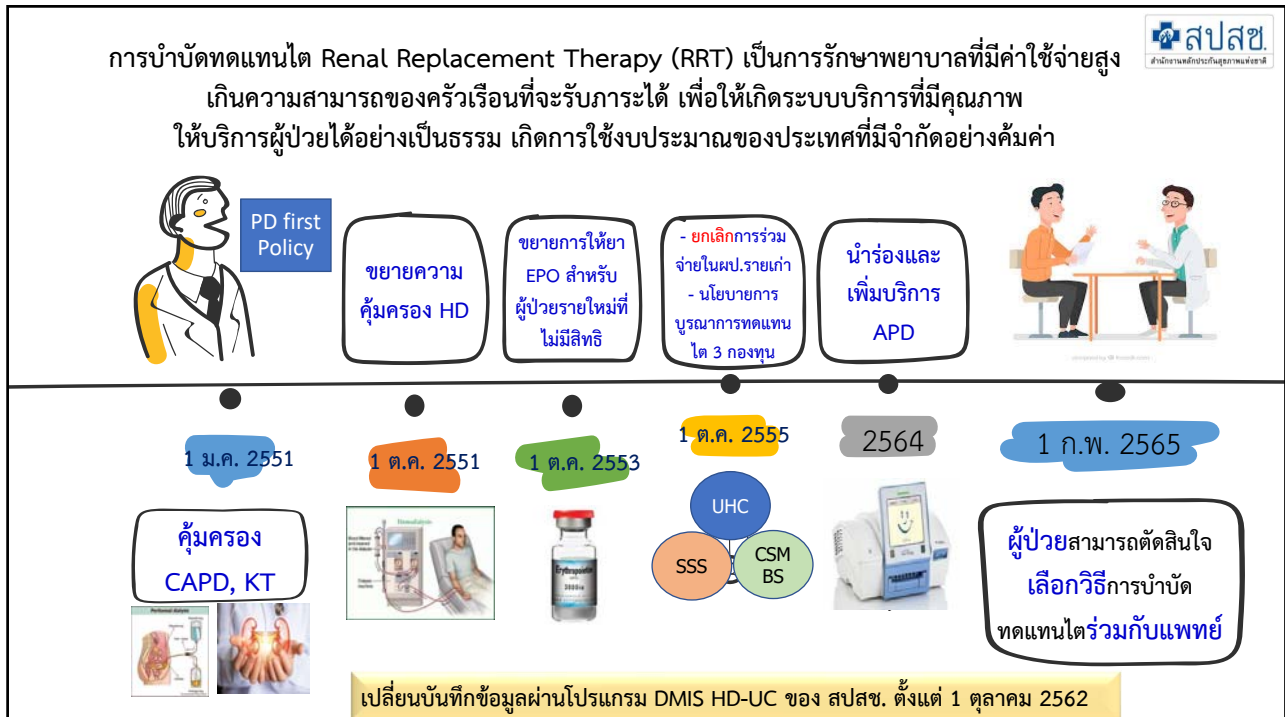 สปสช.
สำนักงานหลักประกันสุขภาพแห่งชาติ
การบำบัดทดแทนไต Renal Replacement Therapy (RRT) เป็นการรักษาพยาบาลที่มีค่าใช้จ่ายสูง
เกินความสามารถของครัวเรือนที่จะรับภาระได้ เพื่อให้เกิดระบบบริการที่มีคุณภาพ
ให้บริการผู้ป่วยได้อย่างเป็นธรรม เกิดการใช้งบประมาณของประเทศที่มีจำกัดอย่างคุ้มค่า
PD first
Policy
ขยายความ
คุ้มครอง HD
ขยายการให้ยา
EPO สำหรับ
ผู้ป่วยรายใหม่ที่
ไม่มีสิทธิ
- ยกเลิกการร่วม
จ่ายในผป.รายเก่า
- นโยบายการ
บูรณาการทดแทน
ไต 3 กองทุน
นำร่องและ
เพิ่มบริการ
APD
1 ม.ค. 2551
1 ต.ค. 2551
1 ต.ค. 2553
1 ต.ค. 2555
2564
1 ก.พ. 2565
คุ้มครอง
CAPD, KT
Peritoneal dialysis
Hemodialysis
Erythropoietin
UHC
SSS
CSM
BS
ผู้ป่วยสามารถตัดสินใจ
เลือกวิธีการบำบัด
ทดแทนไตร่วมกับแพทย์
เปลี่ยนบันทึกข้อมูลผ่านโปรแกรม DMIS HD-UC ของ สปสช. ตั้งแต่ 1 ตุลาคม 2562